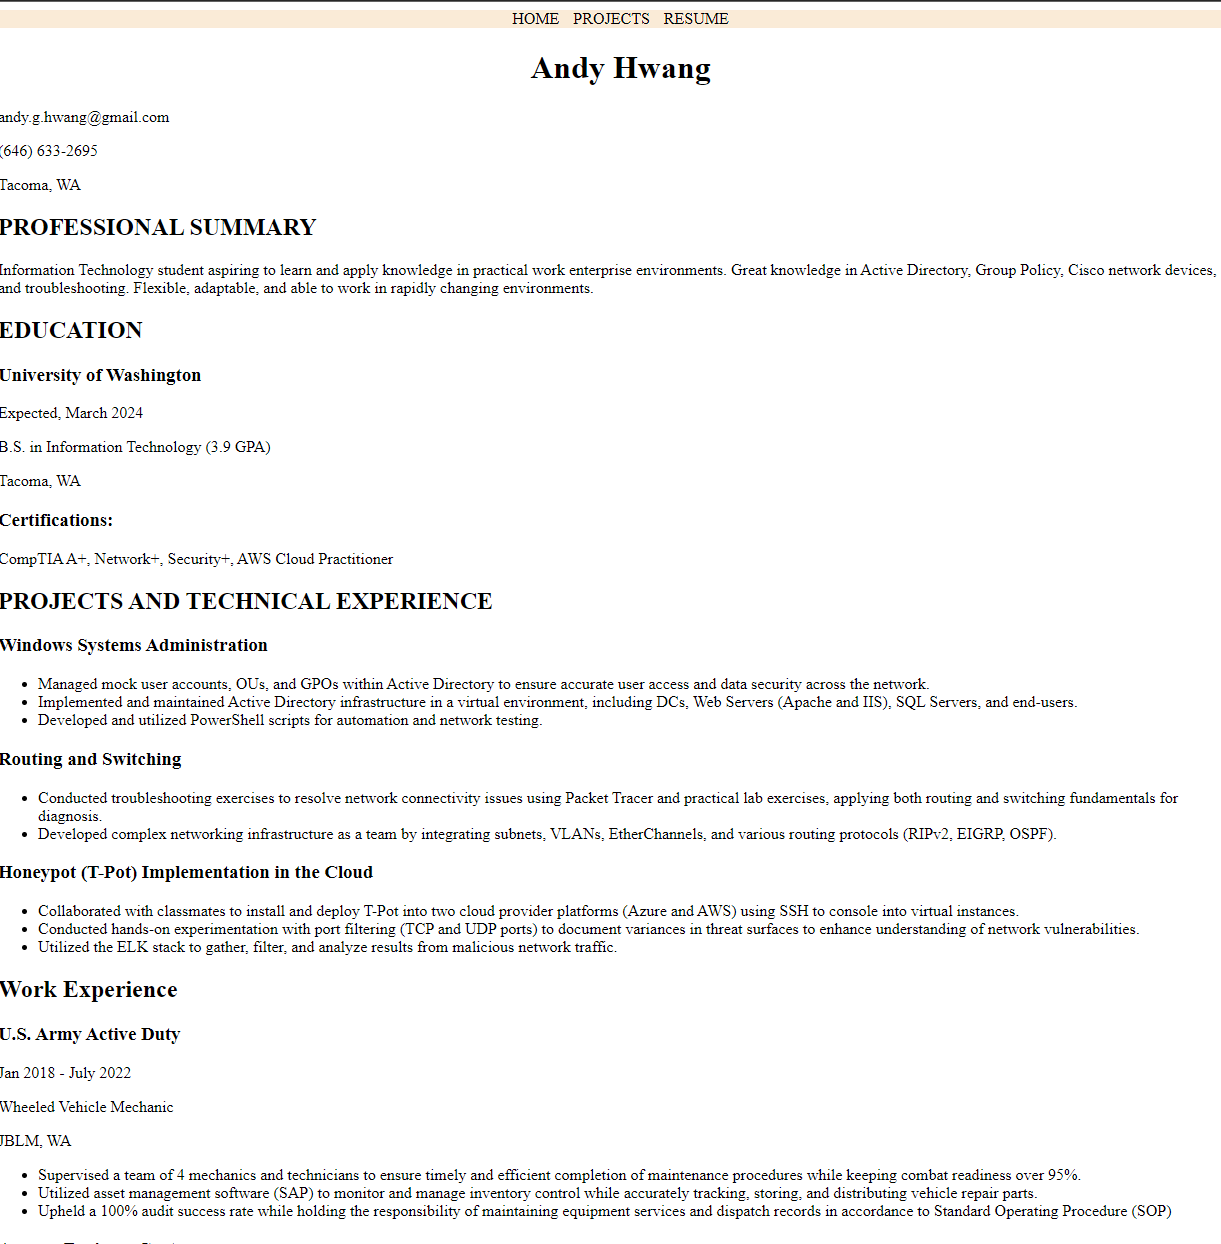 HOME PROJECTS RESUME
Andy Hwang
andy.g.hwang@gmail.com
(646) 633-2695
Tacoma, WA
PROFESSIONAL SUMMARY
Information Technology student aspiring to learn and apply knowledge in practical work enterprise environments. Great knowledge in Active Directory, Group Policy, Cisco network devices,
and troubleshooting. Flexible, adaptable, and able to work in rapidly changing environments.
EDUCATION
University of Washington
Expected, March 2024
B.S. in Information Technology (3.9 GPA)
Tacoma, WA
Certifications:
CompTIA A+, Network+, Security+, AWS Cloud Practitioner
PROJECTS AND TECHNICAL EXPERIENCE
Windows Systems Administration
• Managed mock user accounts, OUs, and GPOs within Active Directory to ensure accurate user access and data security across the network.
• Implemented and maintained Active Directory infrastructure in a virtual environment, including DCs, Web Servers (Apache and IIS), SQL Servers, and end-users.
• Developed and utilized PowerShell scripts for automation and network testing.
Routing and Switching
• Conducted troubleshooting exercises to resolve network connectivity issues using Packet Tracer and practical lab exercises, applying both routing and switching fundamentals for
diagnosis.
• Developed complex networking infrastructure as a team by integrating subnets, VLANs, EtherChannels, and various routing protocols (RIPv2, EIGRP, OSPF).
Honeypot (T-Pot) Implementation in the Cloud
• Collaborated with classmates to install and deploy T-Pot into two cloud provider platforms (Azure and AWS) using SSH to console into virtual instances.
• Conducted hands-on experimentation with port filtering (TCP and UDP ports) to document variances in threat surfaces to enhance understanding of network vulnerabilities.
• Utilized the ELK stack to gather, filter, and analyze results from malicious network traffic.
Work Experience
U.S. Army Active Duty
Jan 2018 - July 2022
Wheeled Vehicle Mechanic
JBLM, WA
• Supervised a team of 4 mechanics and technicians to ensure timely and efficient completion of maintenance procedures while keeping combat readiness over 95%.
• Utilized asset management software (SAP) to monitor and manage inventory control while accurately tracking, storing, and distributing vehicle repair parts.
• Upheld a 100% audit success rate while holding the responsibility of maintaining equipment services and dispatch records in accordance to Standard Operating Procedure (SOP)